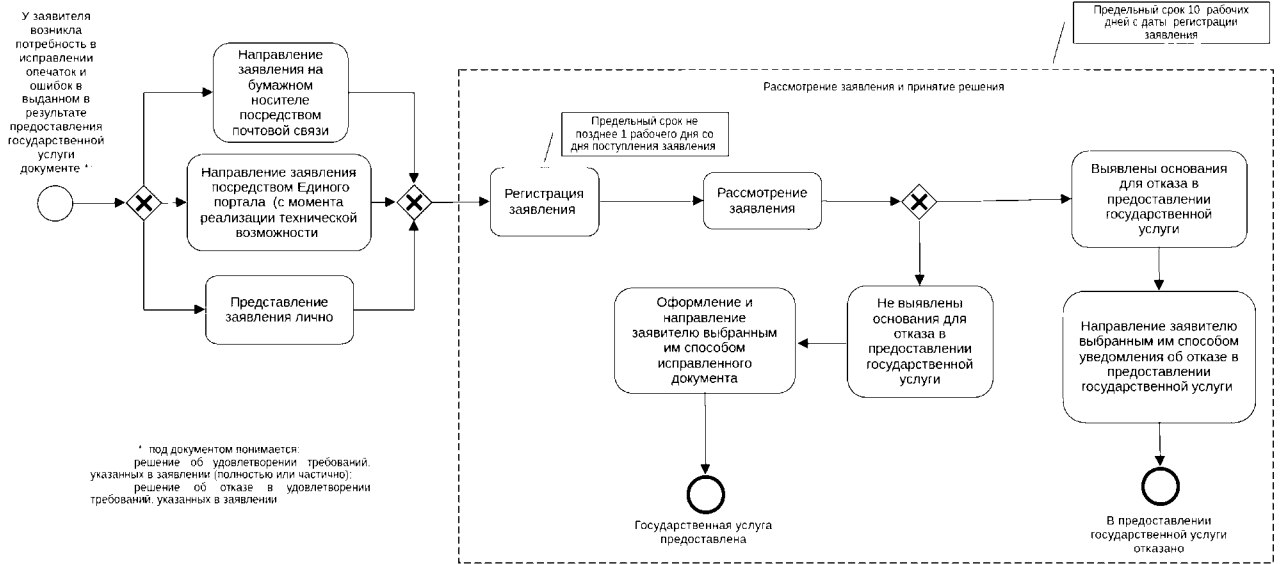 У заявителя
возникла
потребность в
исправлении
опечаток и
ошибок в
выданном в
результате
предоставления
государственной
услуги
документе *
Направление
заявления на
бумажном
носителе
посредством
почтовой связи
Направление заявления
посредством Единого
портала (с момента
реализации технической
возможности
Представление
заявления лично
Предельный срок 10 рабочих
дней с даты регистрации
заявления
Рассмотрение заявления и принятие решения
Предельный срок не
позднее 1 рабочего дня со
дня поступления заявления
Регистрация
заявления
Рассмотрение
заявления
Выявлены основания
для отказа в
предоставлении
государственной
услуги
Оформление и
направление
заявителю выбранным
им способом
исправленного
документа
Не выявлены
основания для
отказа в
предоставлении
государственной
услуги
Направление заявителю
выбранным им способом
уведомления об отказе в
предоставлении
государственной услуги
* под документом понимается:
решение об удовлетворении требований,
указанных в заявлении (полностью или частично);
решение об отказе в удовлетворении
требований, указанных в заявлении
Государственная услуга
предоставлена
В предоставлении
государственной услуги
отказано